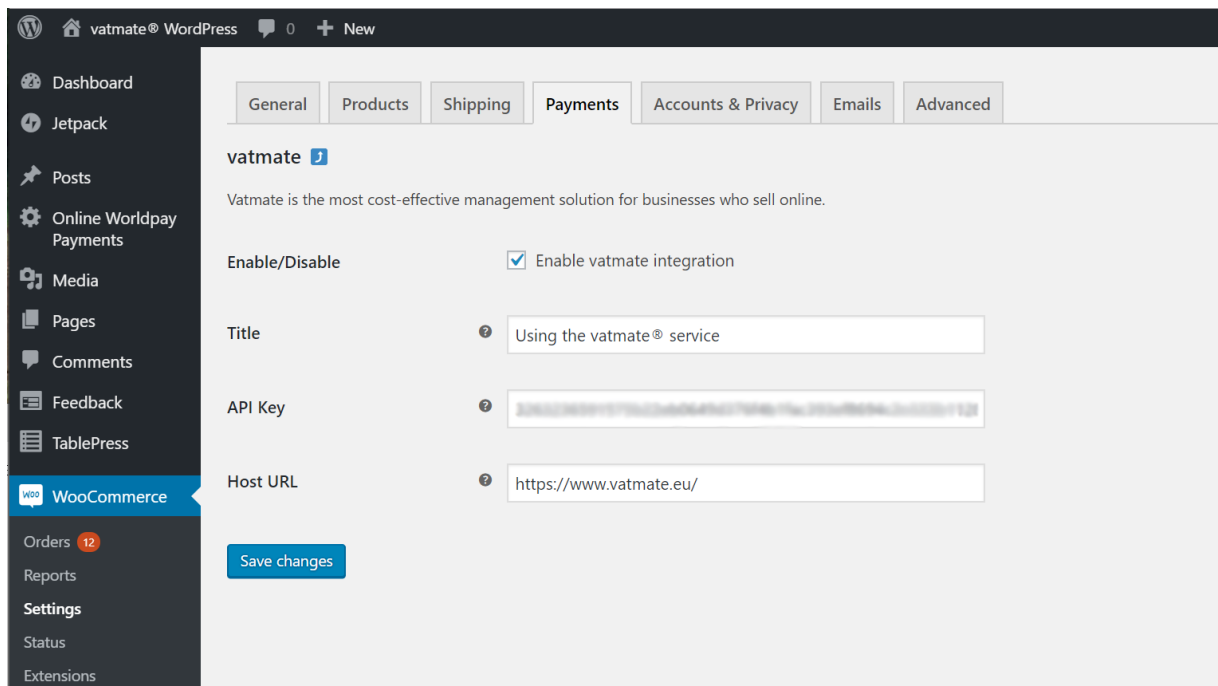 vatmate® WordPress 0 New
Dashboard
Jetpack
Posts
Online Worldpay
Payments
Media
Pages
Comments
Feedback
TablePress
Woo WooCommerce
Orders 12
Reports
Settings
Status
Extensions
General Products Shipping Payments Accounts & Privacy Emails Advanced
vatmate
Vatmate is the most cost-effective management solution for businesses who sell online.
Enable/Disable Enable vatmate integration
Title ? Using the vatmate® service
API Key ?
Host URL ? https://www.vatmate.eu/
Save changes